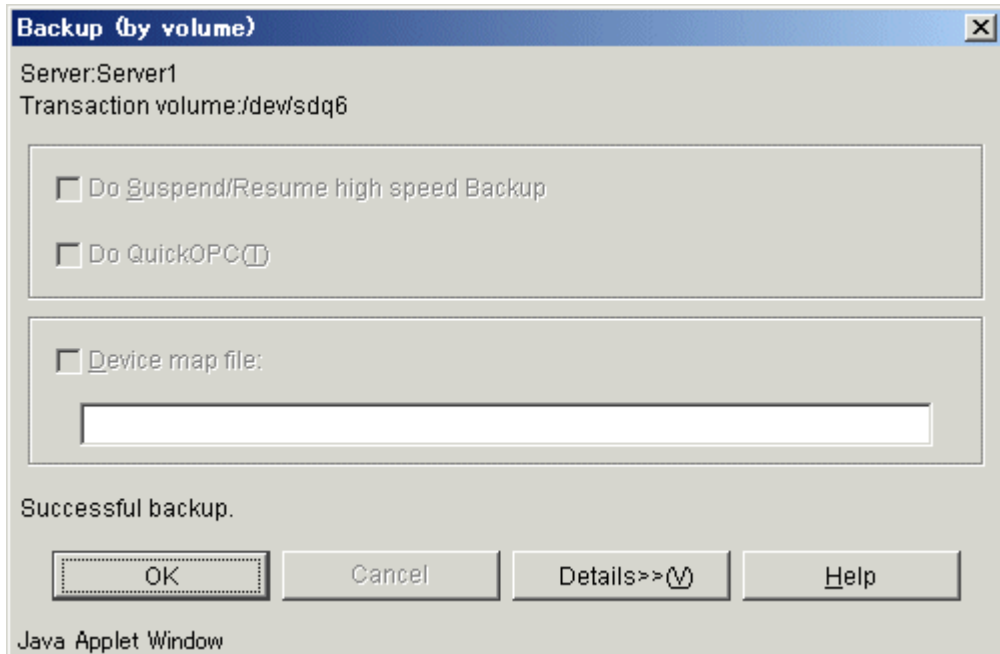 Backup (by volume)
Server:Server1
Transaction volume:/dev/sdq6
Do Suspend/Resume high speed Backup
Do QuickOPC(T)
Device map file:
Successful backup.
OK Cancel Details>>(V) Help
Java Applet Window